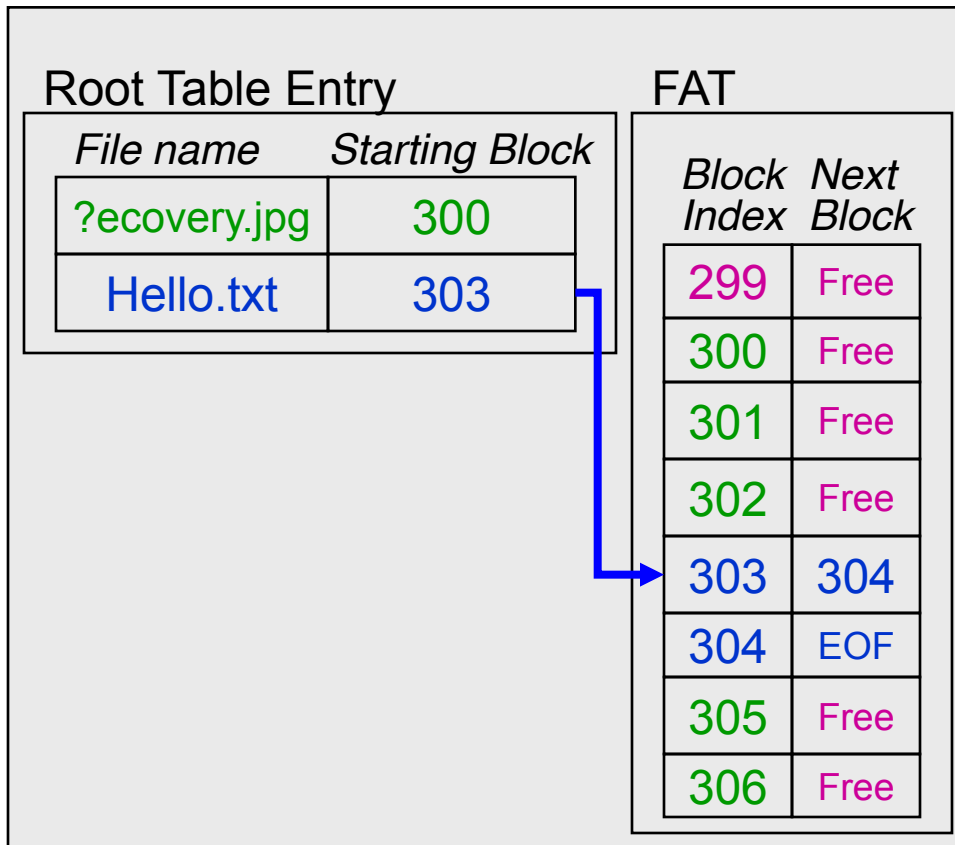 Root Table Entry
File name Starting Block
?ecovery.jpg 300
Hello.txt 303
FAT
Block Next
Index Block
299 Free
300 Free
301 Free
302 Free
303 304
304 EOF
305 Free
306 Free